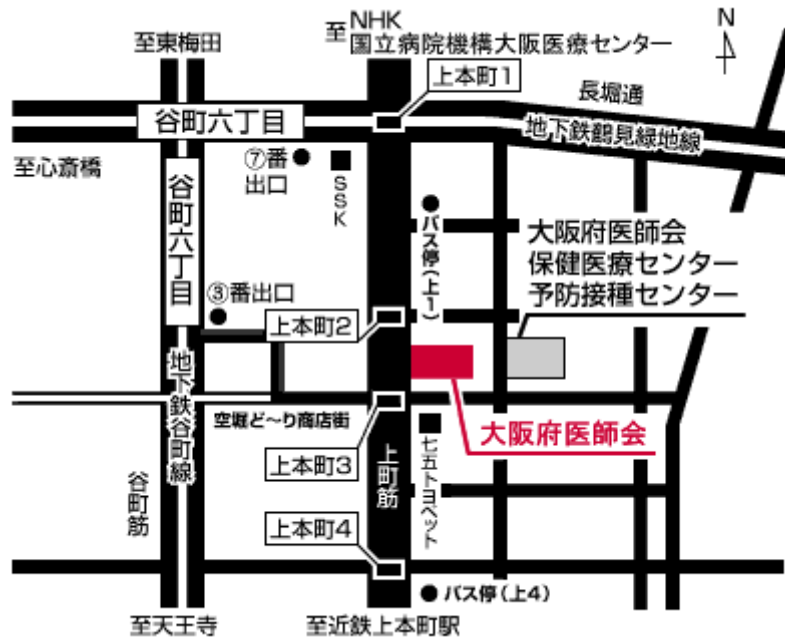 至東梅田
至 NHK
国立病院機構大阪医療センター
N
上本町1
長堀通
谷町六丁目
地下鉄鶴見緑地線
至心斎橋
⑦番
出口
SSK
谷町六丁目
バス停(上1)
大阪府医師会
保健医療センター
予防接種センター
③番出口
上本町2
地下鉄谷町線
空堀ど〜り商店街
大阪府医師会
上本町3
上町筋
七五トヨペット
谷町筋
上本町4
バス停(上4)
至天王寺
至近鉄上本町駅